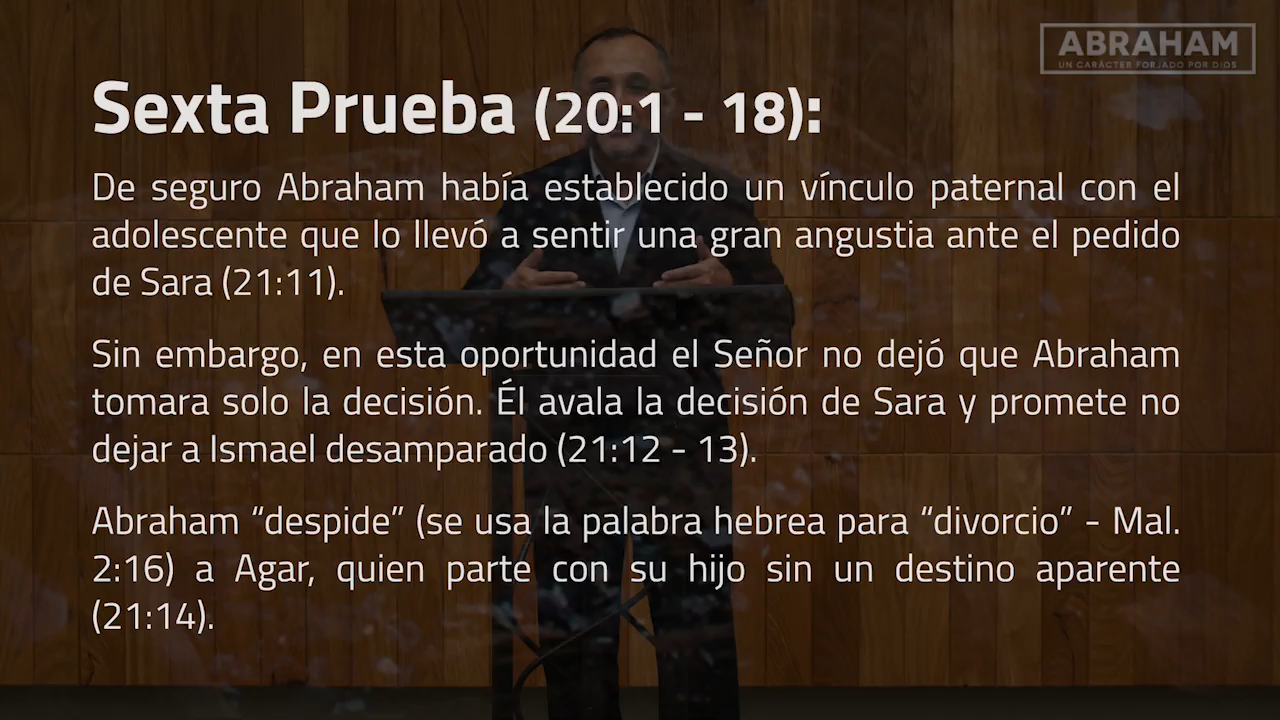 ABRAHAM
UN CARÁCTER FORJADO POR DIOS
Sexta Prueba (20:1 - 18):
De seguro Abraham había establecido un vínculo paternal con el
adolescente que lo llevó a sentir una gran angustia ante el pedido
de Sara (21:11).
Sin embargo, en esta oportunidad el Señor no dejó que Abraham
tomara solo la decisión. Él avala la decisión de Sara y promete no
dejar a Ismael desamparado (21:12 - 13).
Abraham “despide” (se usa la palabra hebrea para “divorcio” - Mal.
2:16) a Agar, quien parte con su hijo sin un destino aparente
(21:14).